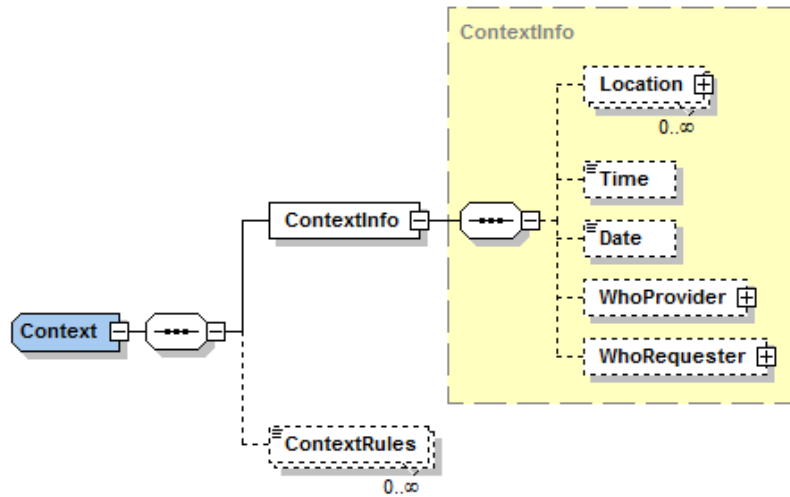 ContextInfo
Location
0..∞
Time
ContextInfo
Date
WhoProvider
Context
WhoRequester
ContextRules
0..∞